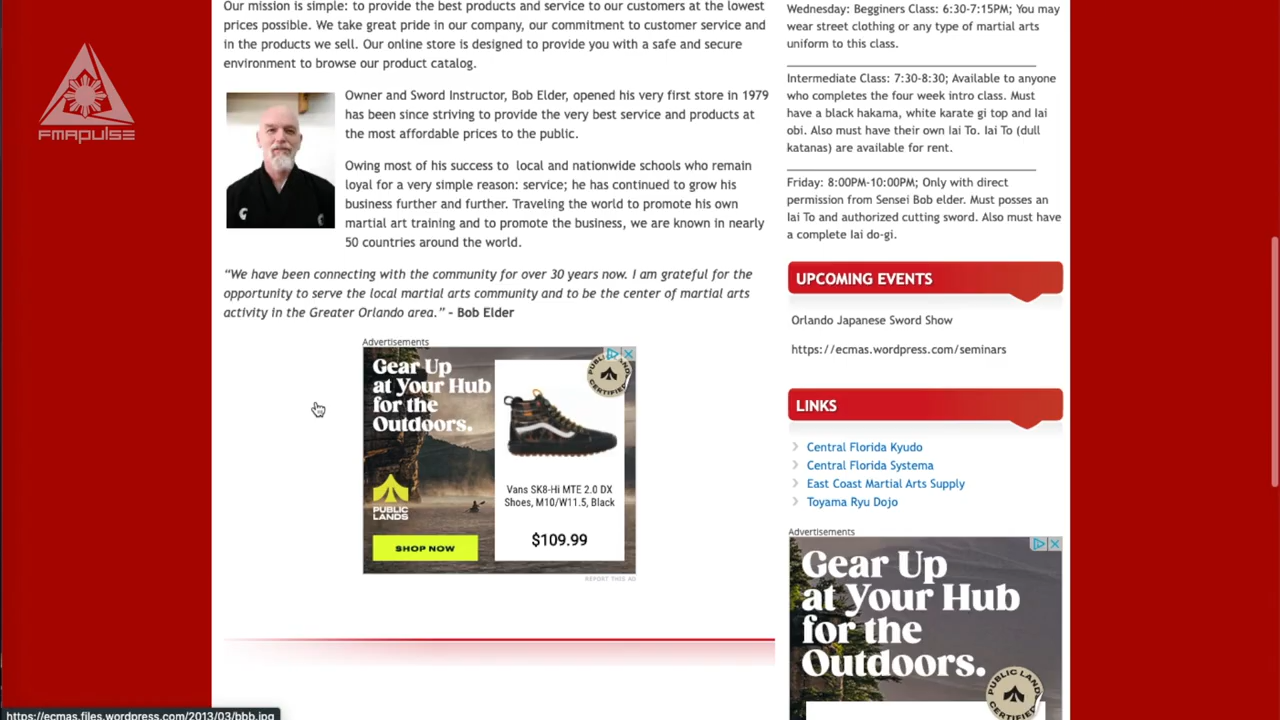 Our mission is simple: to provide the best products and service to our customers at the lowest
prices possible. We take great pride in our company, our commitment to customer service and
in the products we sell. Our online store is designed to provide you with a safe and secure
environment to browse our product catalog.
FMAPULSE
Owner and Sword Instructor, Bob Elder, opened his very first store in 1979
has been since striving to provide the very best service and products at
the most affordable prices to the public.
Owing most of his success to local and nationwide schools who remain
loyal for a very simple reason: service; he has continued to grow his
business further and further. Traveling the world to promote his own
martial art training and to promote the business, we are known in nearly
50 countries around the world.
“We have been connecting with the community for over 30 years now. I am grateful for the
opportunity to serve the local martial arts community and to be the center of martial arts
activity in the Greater Orlando area.” - Bob Elder
Advertisements
Gear Up
at Your Hub
for the
Outdoors.
PUBLIC
LANDS
SHOP NOW
Vans SK8-Hi MTE 2.0 DX
Shoes, M10/W11.5, Black
$109.99
REPORT THIS AD
Wednesday: Begginers Class: 6:30-7:15PM; You may
wear street clothing or any type of martial arts
uniform to this class.
Intermediate Class: 7:30-8:30; Available to anyone
who completes the four week intro class. Must
have a black hakama, white karate gi top and Iai
obi. Also must have their own Iai To. Iai To (dull
katanas) are available for rent.
Friday: 8:00PM-10:00PM; Only with direct
permission from Sensei Bob elder. Must posses an
Iai To and authorized cutting sword. Also must have
a complete Iai do-gi.
UPCOMING EVENTS
Orlando Japanese Sword Show
https://ecmas.wordpress.com/seminars
LINKS
Central Florida Kyudo
Central Florida Systema
East Coast Martial Arts Supply
Toyama Ryu Dojo
Advertisements
Gear Up
at Your Hub
for the
Outdoors.
https://ecmas.files.wordpress.com/2013/03/bbb.jpg